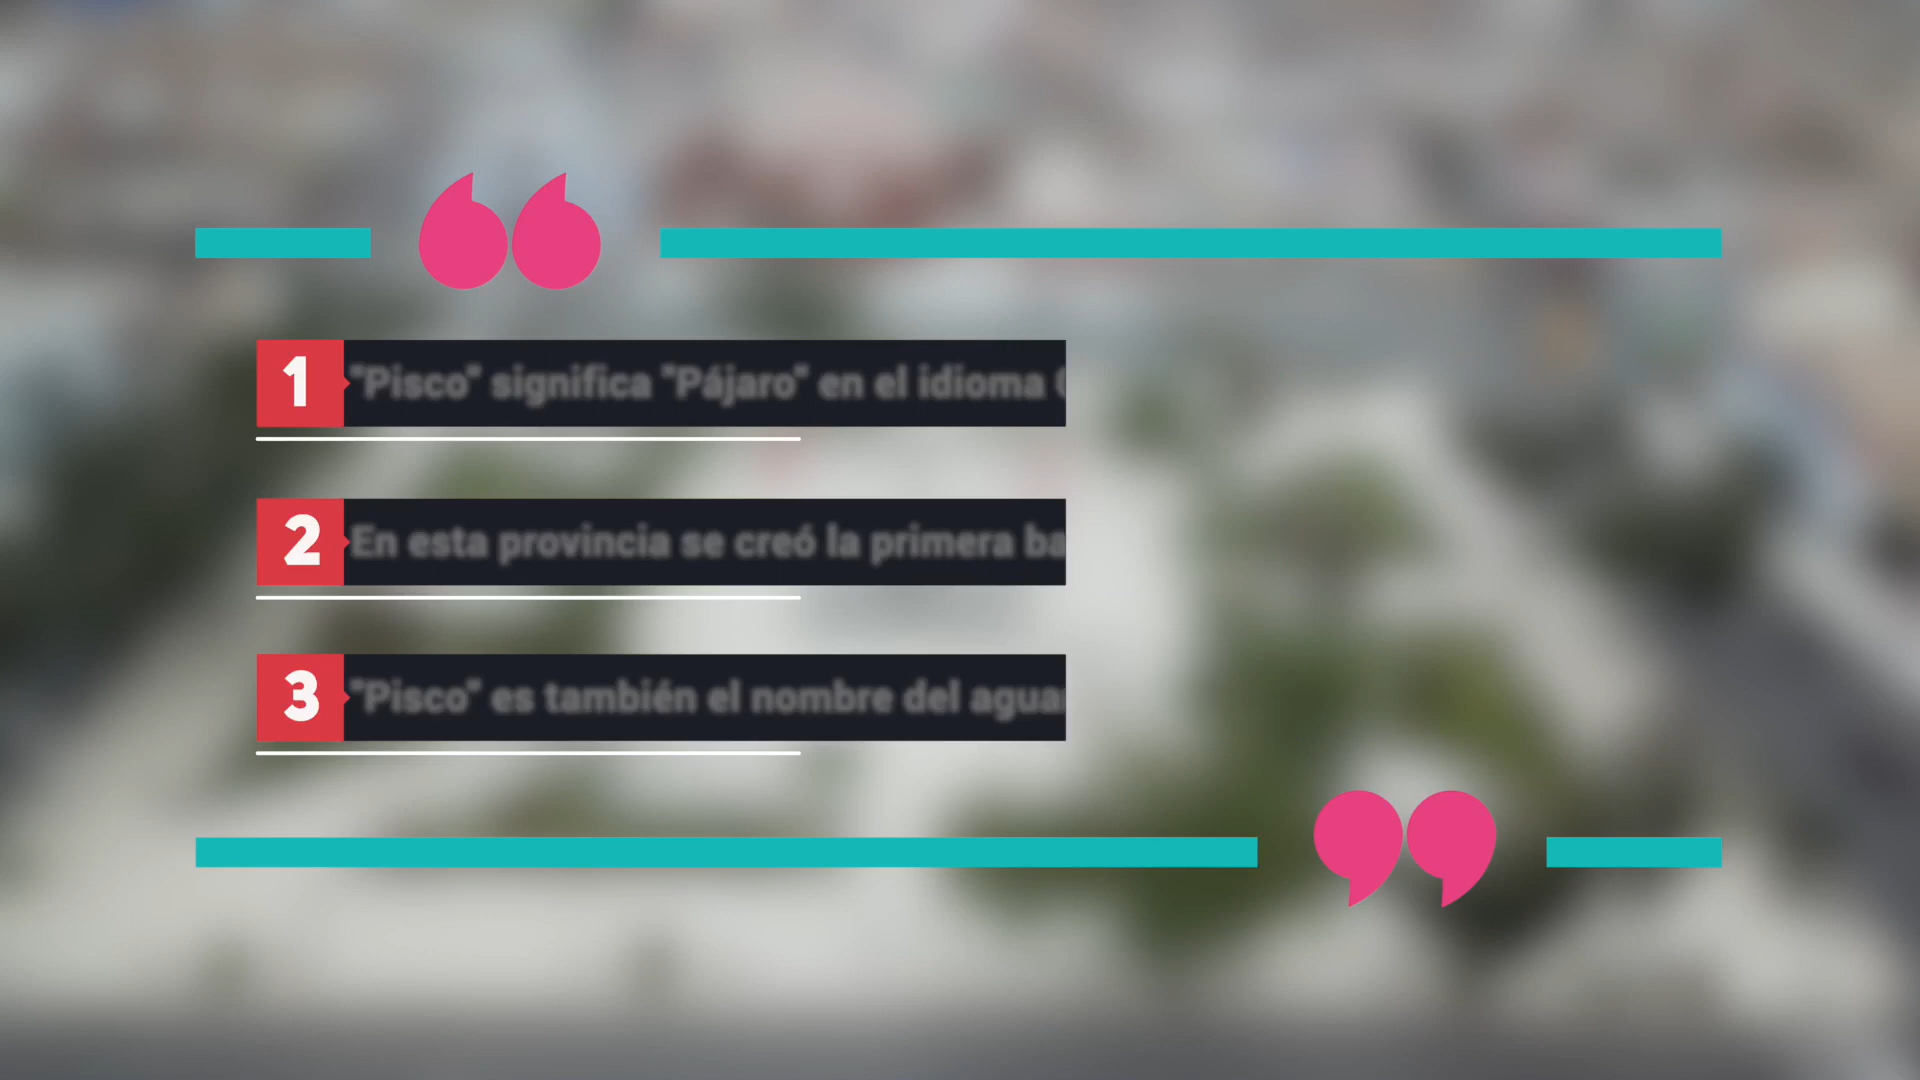 1 "Pisco" significa "Pájaro" en el idioma
2 En esta provincia se creó la primera
3 "Pisco" es también el nombre del